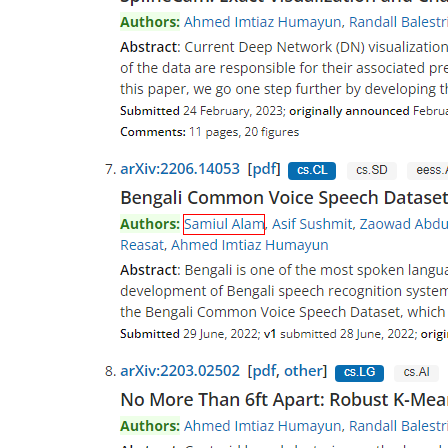 Authors: Ahmed Imtiaz Humayun, Randall Balestr
Abstract: Current Deep Network (DN) visualization
of the data are responsible for their associated pre
this paper, we go one step further by developing t
Submitted 24 February, 2023; originally announced Febru
Comments: 11 pages, 20 figures
7. arXiv:2206.14053 [pdf] cs.CL cs.SD eess.
Bengali Common Voice Speech Dataset
Authors: Samiul Alam, Asif Sushmit, Zaowad Abdu
Reasat, Ahmed Imtiaz Humayun
Abstract: Bengali is one of the most spoken langua
development of Bengali speech recognition system
the Bengali Common Voice Speech Dataset, which
Submitted 29 June, 2022; v1 submitted 28 June, 2022; origi
8. arXiv:2203.02502 [pdf, other] cs.LG cs.AI
No More Than 6ft Apart: Robust K-Mea
Authors: Ahmed Imtiaz Humayun, Randall Balestr